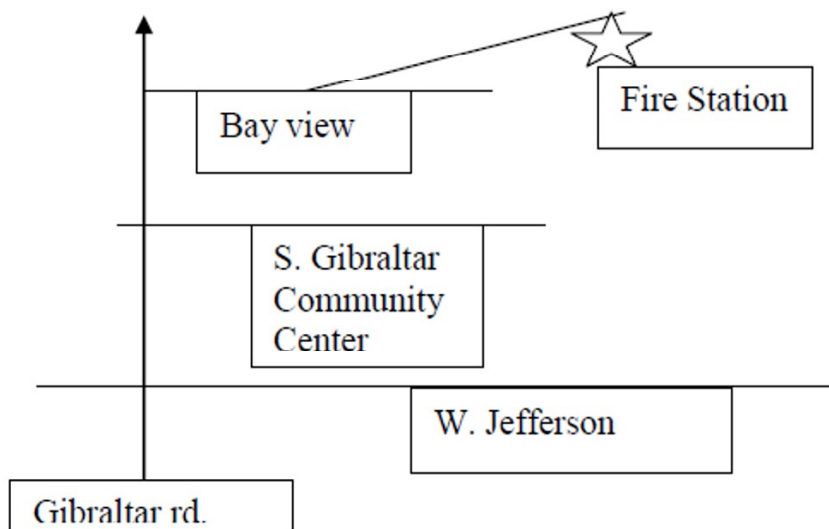 Fire Station
Bay view
S. Gibraltar
Community
Center
W. Jefferson
Gibraltar rd.